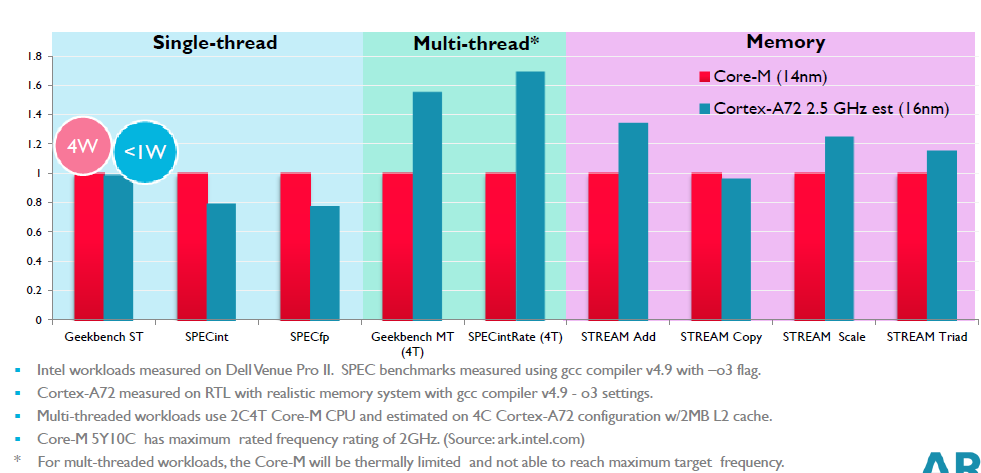 Single-thread Multi-thread* Memory
1.8
Core-M (14nm)
1.6
Cortex-A72 2.5 GHz est (16nm)
1.4
1.2
4W <1W
1
0.8
0.6
0.4
0.2
0
Geekbench ST SPECint SPECfp Geekbench MT SPECintRate (4T) STREAM Add STREAM Copy STREAM Scale STREAM Triad
(4T)
▪ Intel workloads measured on Dell Venue Pro II. SPEC benchmarks measured using gcc compiler v4.9 with –o3 flag.
▪ Cortex-A72 measured on RTL with realistic memory system with gcc compiler v4.9 - o3 settings.
▪ Multi-threaded workloads use 2C4T Core-M CPU and estimated on 4C Cortex-A72 configuration w/2MB L2 cache.
▪ Core-M 5Y10C has maximum rated frequency rating of 2GHz. (Source: ark.intel.com)
* For mult-threaded workloads, the Core-M will be thermally limited and not able to reach maximum target frequency.